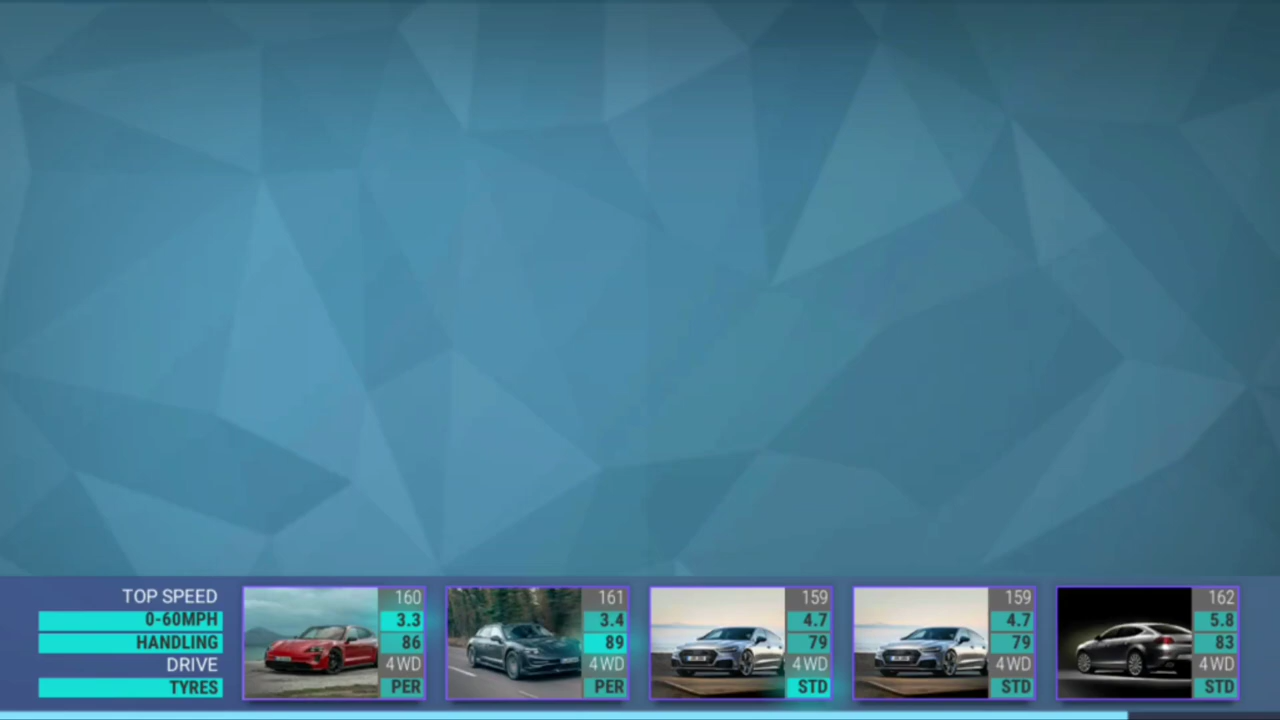 TOP SPEED
0-60MPH
HANDLING
DRIVE
TYRES
160
3.3
86
4WD
PER
161
3.4
89
4WD
PER
159
4.7
79
4WD
STD
159
4.7
79
4WD
STD
162
5.8
83
4WD
STD